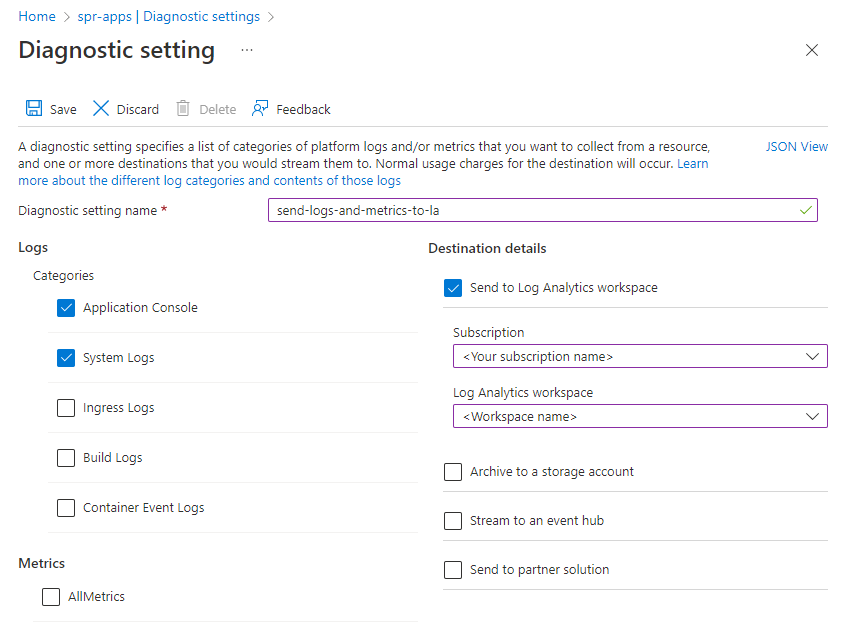 Home > spr-apps | Diagnostic settings >
Diagnostic setting ...
Save Discard Delete Feedback
A diagnostic setting specifies a list of categories of platform logs and/or metrics that you want to collect from a resource,
and one or more destinations that you would stream them to. Normal usage charges for the destination will occur. Learn
more about the different log categories and contents of those logs
JSON View
Diagnostic setting name *
send-logs-and-metrics-to-la
Logs
Categories
Application Console
System Logs
Ingress Logs
Build Logs
Container Event Logs
Metrics
AllMetrics
Destination details
Send to Log Analytics workspace
Subscription
<Your subscription name>
Log Analytics workspace
<Workspace name>
Archive to a storage account
Stream to an event hub
Send to partner solution